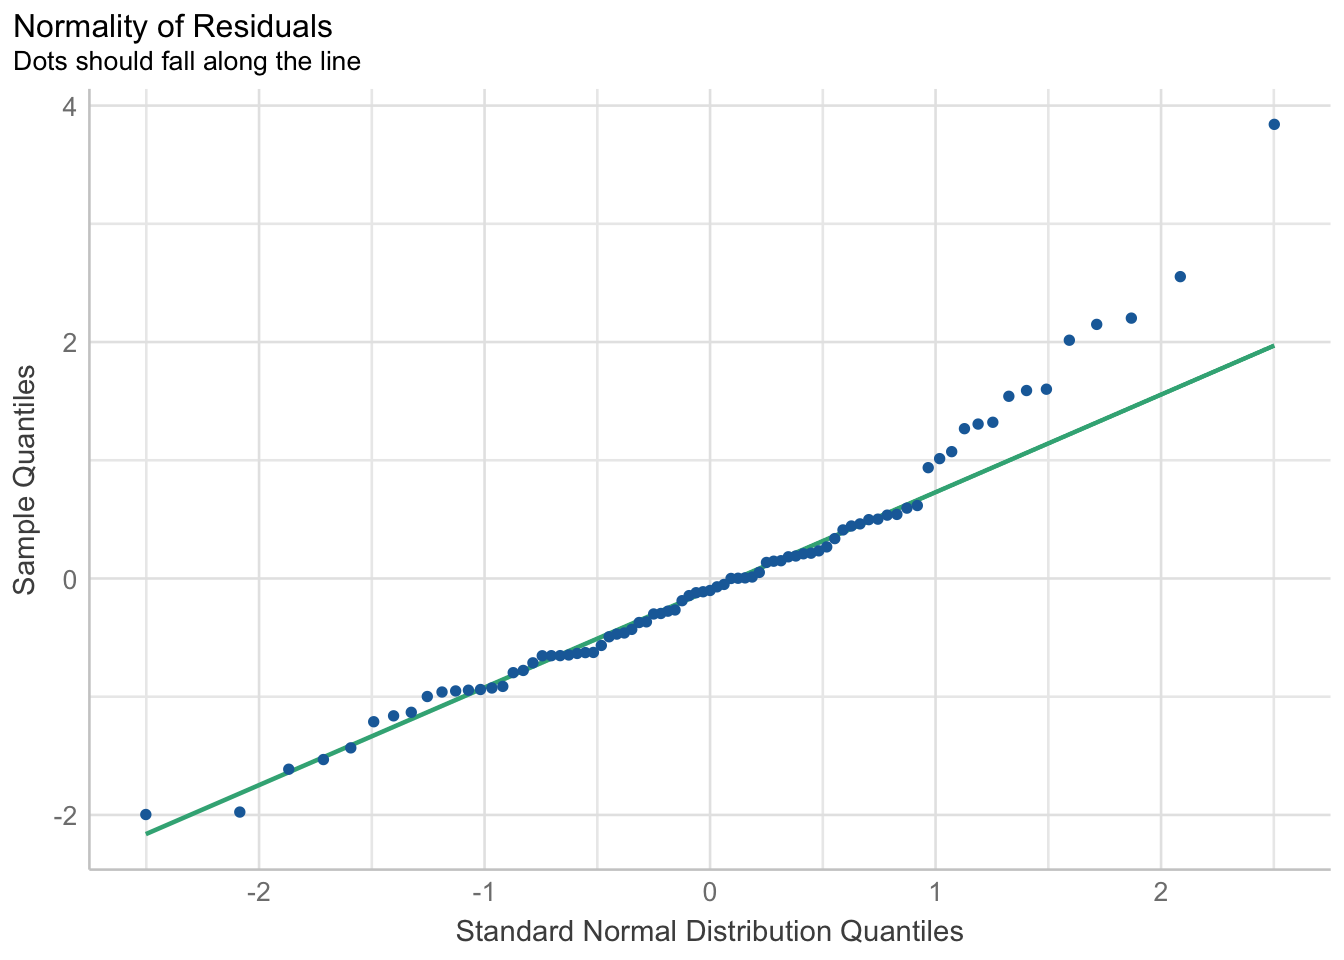 Normality of Residuals
Dots should fall along the line
4
2
0
-2
Sample Quantiles
-2
-1
0
1
2
Standard Normal Distribution Quantiles